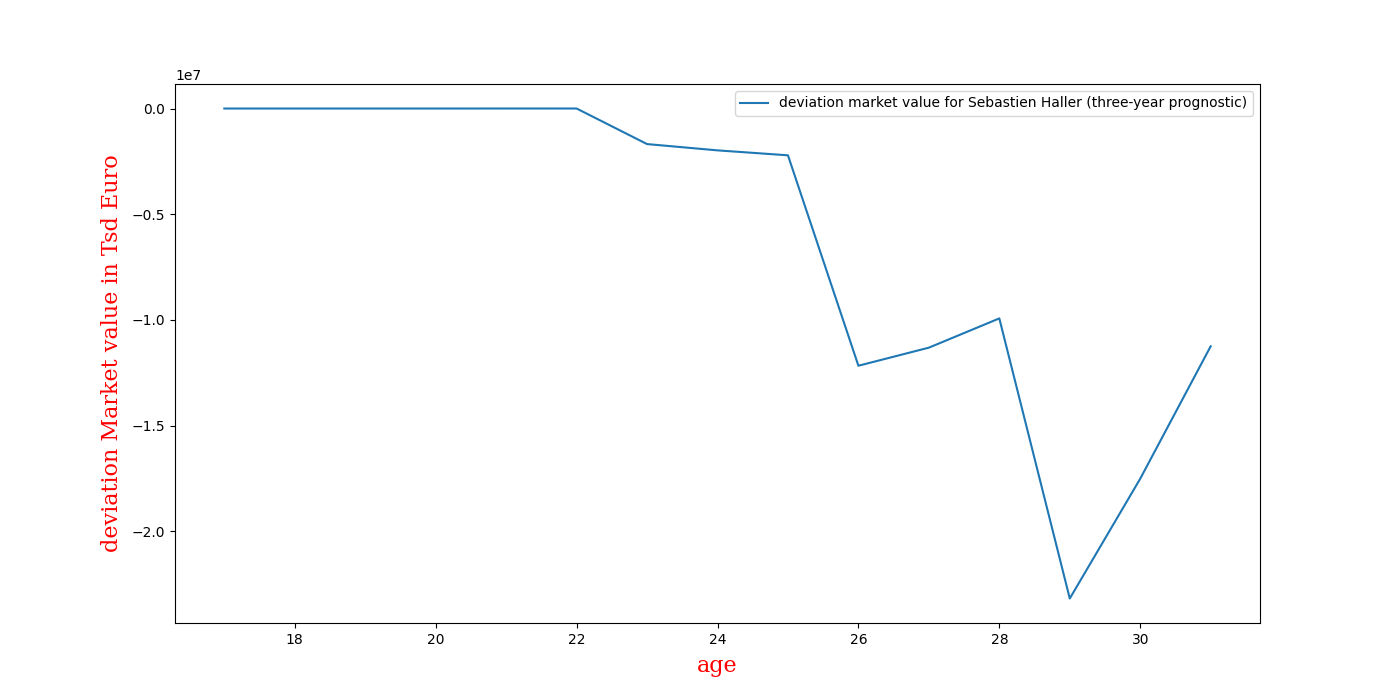 1e7
deviation market value for Sebastien Haller (three-year prognostic)
0.0
−0.5
−1.0
−1.5
−2.0
deviation Market value in Tsd Euro
18 20 22 24 26 28 30
age